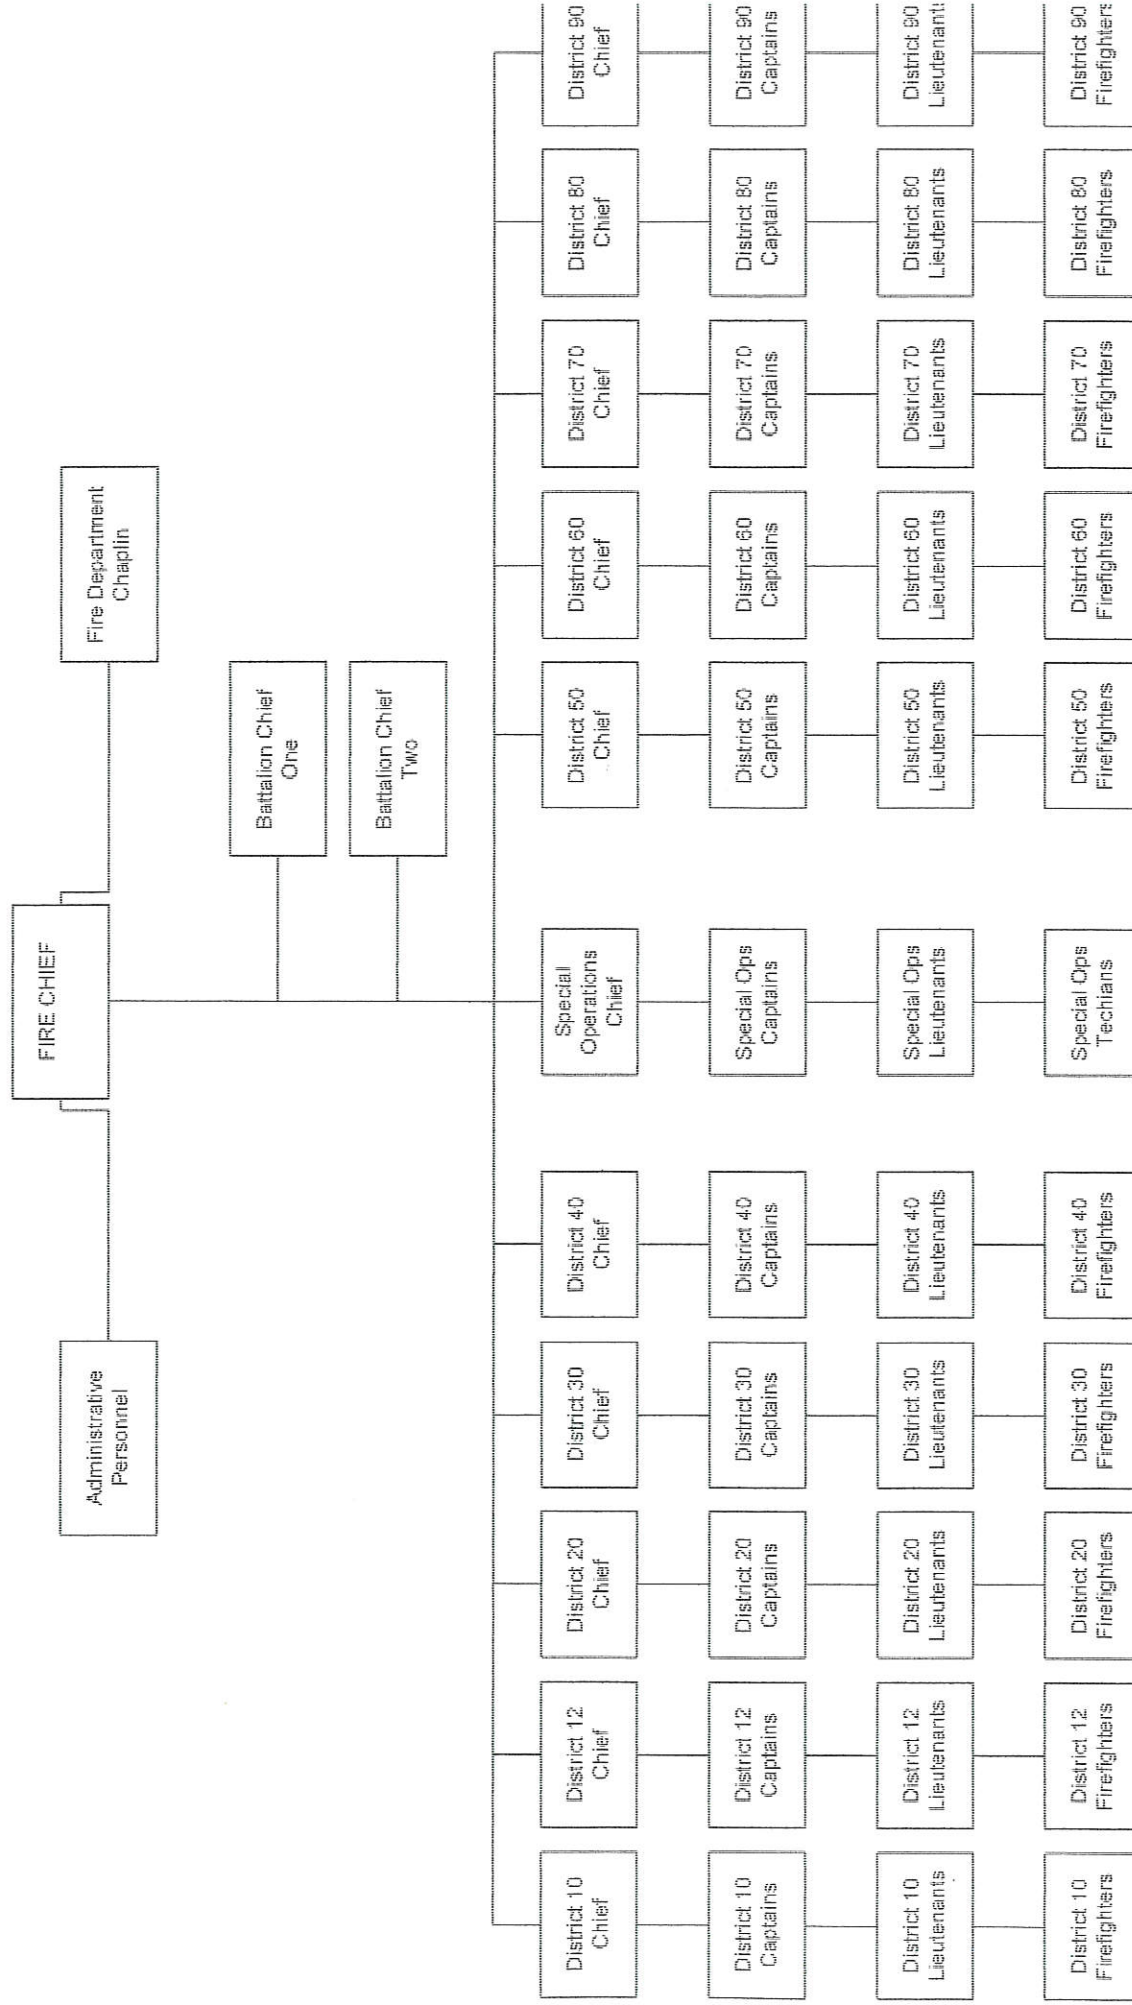 FIRE CHIEF
Administrative
Personnel
Fire Department
Chaplin
Battalion Chief
One
Battalion Chief
Two
District 10
Chief
District 12
Chief
District 20
Chief
District 30
Chief
District 40
Chief
Special
Operations
Chief
District 50
Chief
District 60
Chief
District 70
Chief
District 80
Chief
District 90
Chief
District 10
Captains
District 12
Captains
District 20
Captains
District 30
Captains
District 40
Captains
Special Ops
Captains
District 50
Captains
District 60
Captains
District 70
Captains
District 80
Captains
District 90
Captains
District 10
Lieutenants
District 12
Lieutenants
District 20
Lieutenants
District 30
Lieutenants
District 40
Lieutenants
Special Ops
Lieutenants
District 50
Lieutenants
District 60
Lieutenants
District 70
Lieutenants
District 80
Lieutenants
District 90
Lieutenants
District 10
Firefighters
District 12
Firefighters
District 20
Firefighters
District 30
Firefighters
District 40
Firefighters
Special Ops
Techians
District 50
Firefighters
District 60
Firefighters
District 70
Firefighters
District 80
Firefighters
District 90
Firefighters